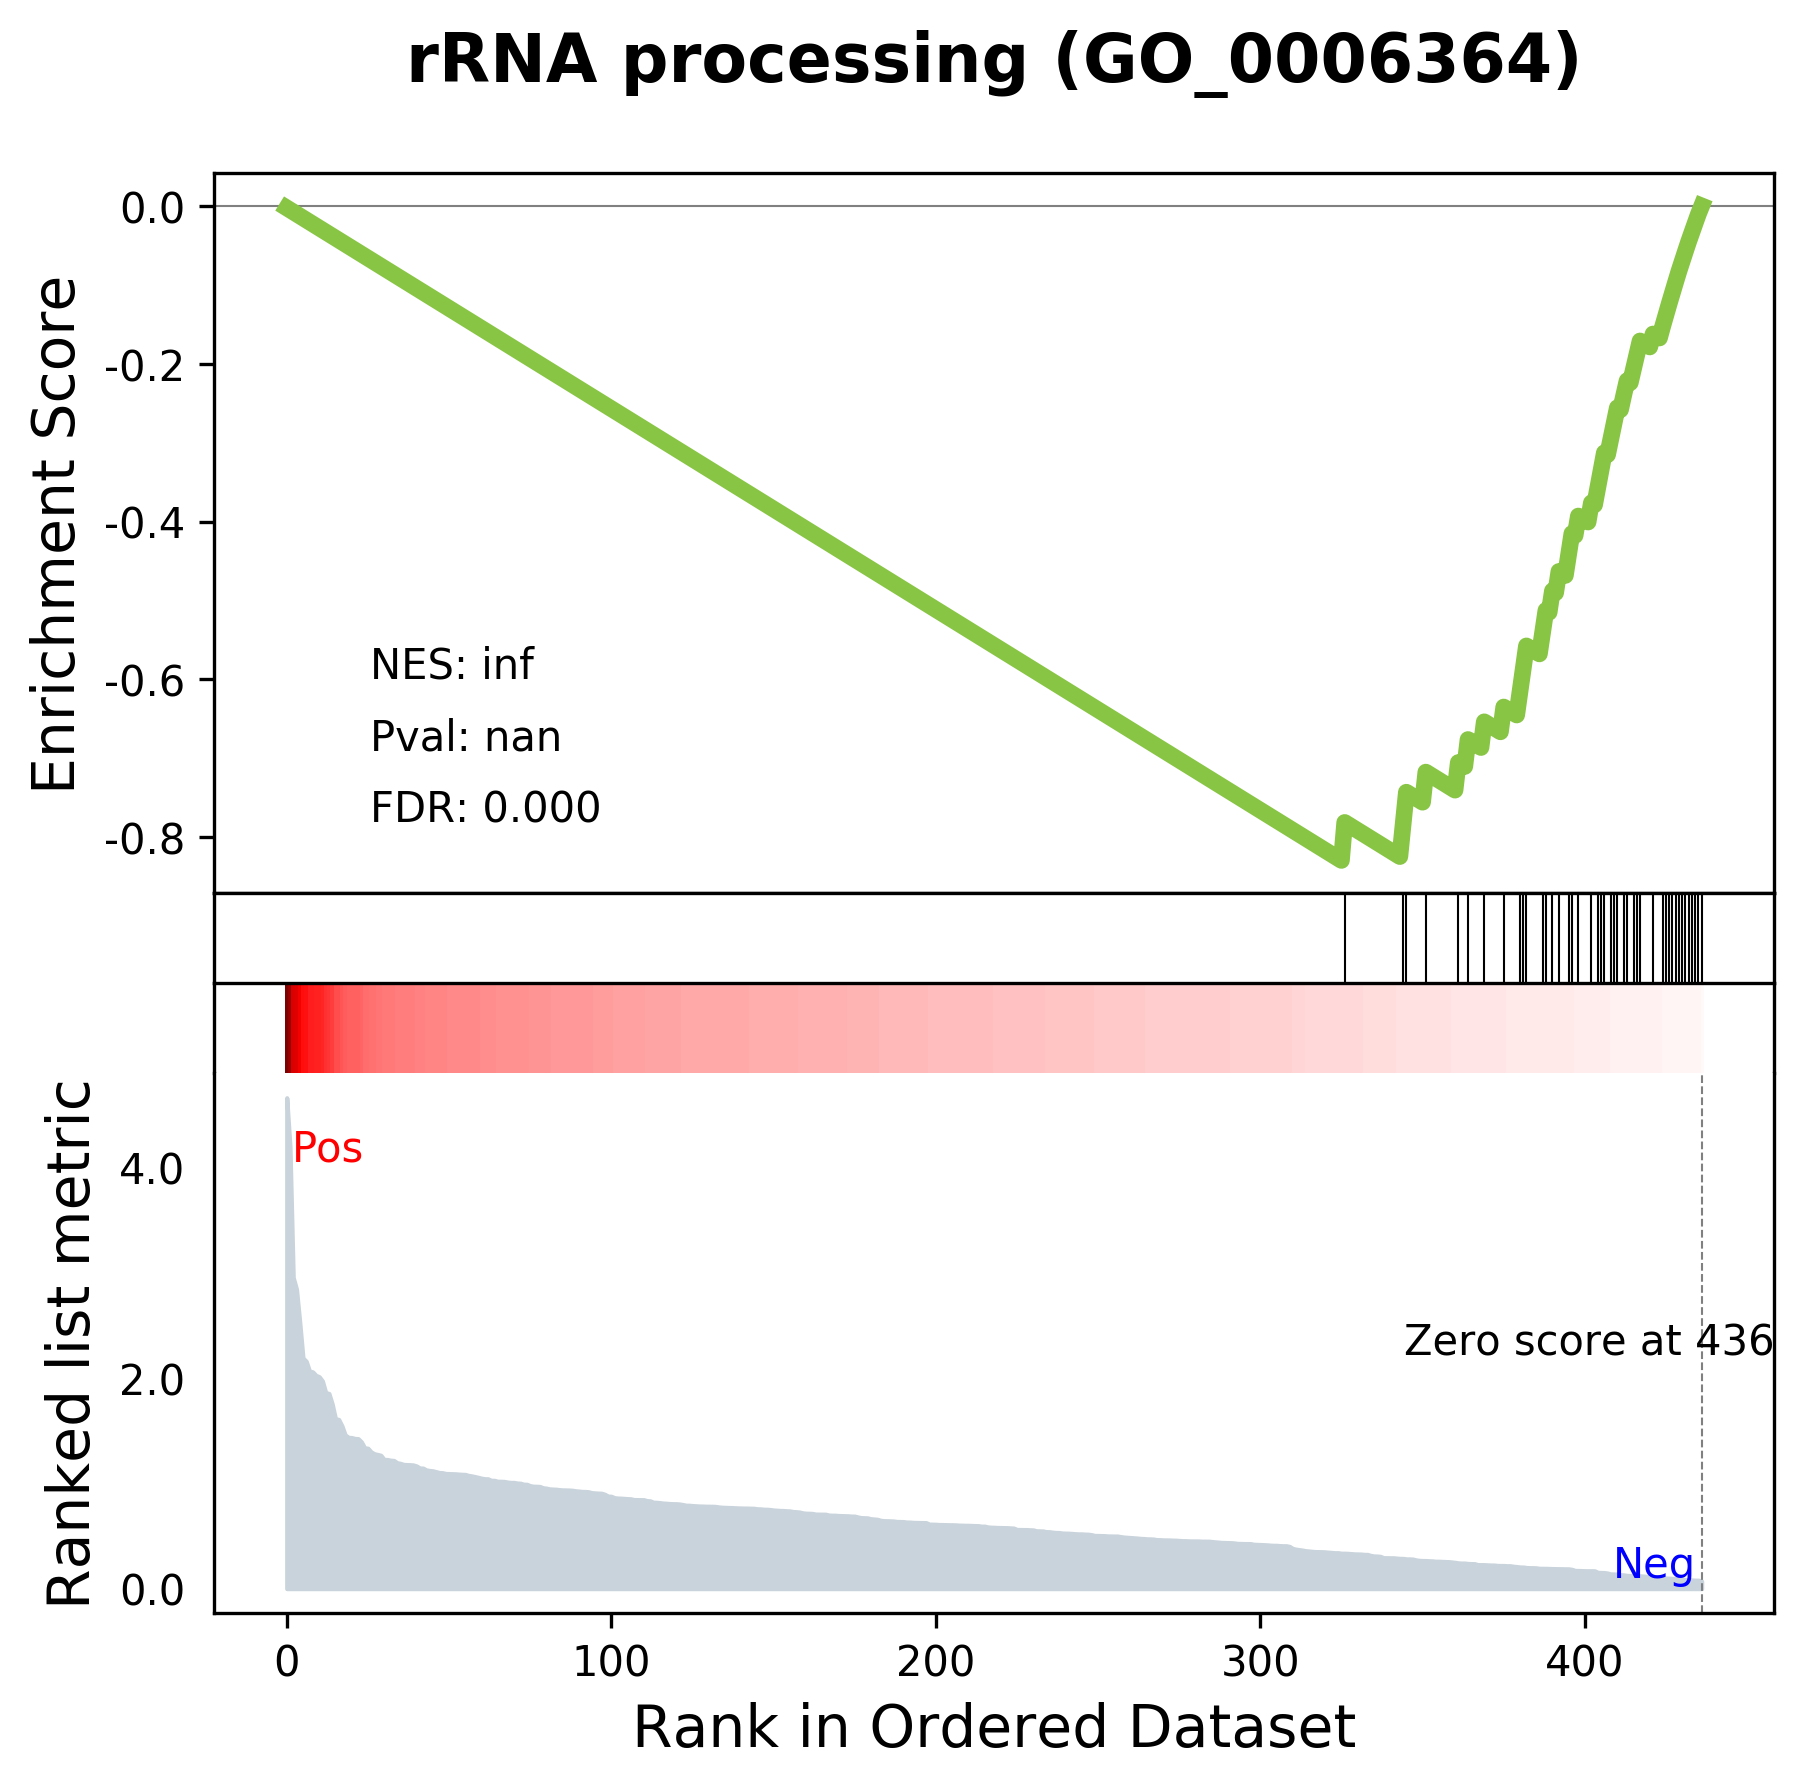 rRNA processing (GO_0006364)
Enrichment Score
0.0
-0.2
-0.4
-0.6
-0.8
NES: inf
Pval: nan
FDR: 0.000
Ranked list metric
4.0
2.0
0.0
Pos
Zero score at 436
Neg
0 100 200 300 400
Rank in Ordered Dataset